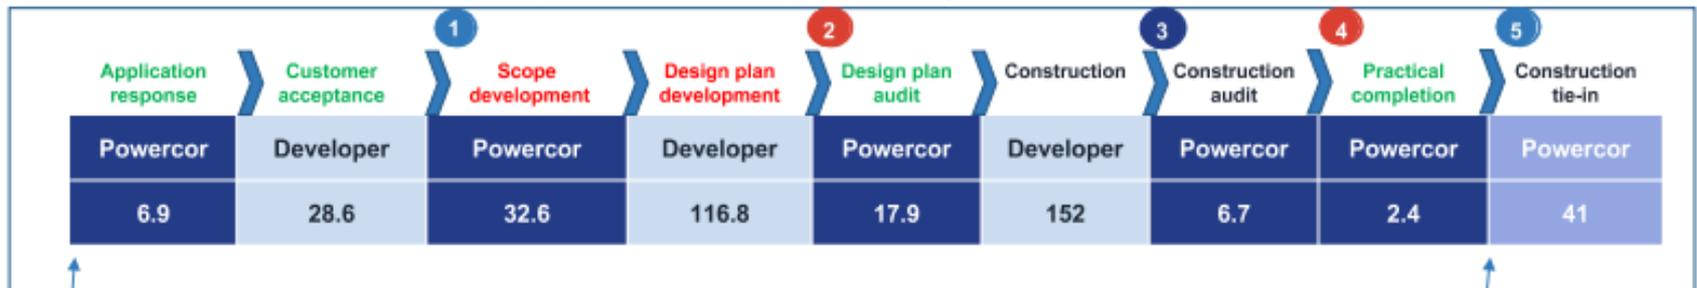 1 2 3 4 5
Application response Customer acceptance Scope development Design plan development Design plan audit Construction Construction audit Practical completion Construction tie-in
Powercor Developer Powercor Developer Powercor Developer Powercor Powercor Powercor
6.9 28.6 32.6 116.8 17.9 152 6.7 2.4 41